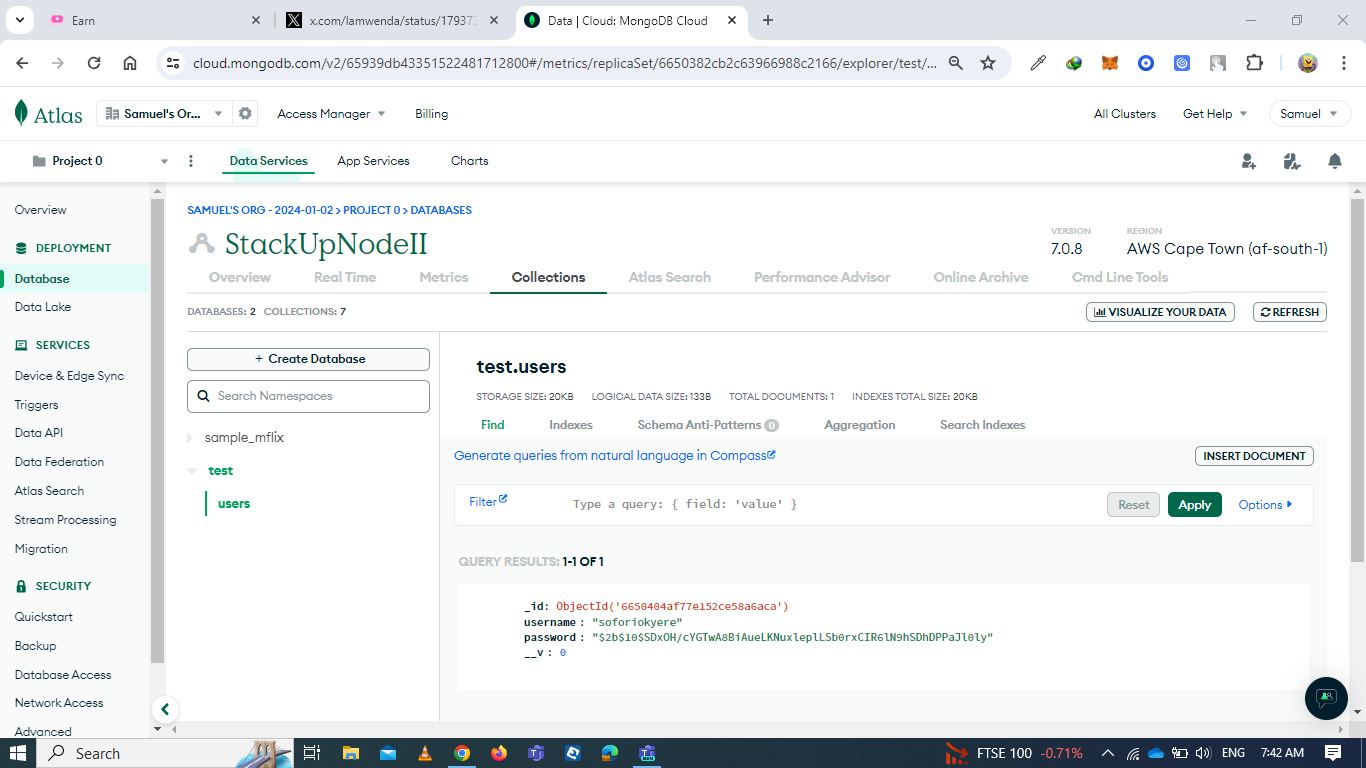 Earn
x.com/Iamwenda/status/17937
Data | Cloud: MongoDB Cloud
cloud.mongodb.com/v2/65939db43351522481712800#/metrics/replicaSet/6650382cb2c63966988c2166/explorer/test/...
Atlas
Samuel's Or...
Access Manager
Billing
All Clusters
Get Help
Samuel
Project 0
Data Services
App Services
Charts
Overview
DEPLOYMENT
Database
Data Lake
SERVICES
Device & Edge Sync
Triggers
Data API
Data Federation
Atlas Search
Stream Processing
Migration
SECURITY
Quickstart
Backup
Database Access
Network Access
Advanced
SAMUEL'S ORG - 2024-01-02 > PROJECT 0 > DATABASES
StackUpNodeII
VERSION
7.0.8
REGION
AWS Cape Town (af-south-1)
Overview
Real Time
Metrics
Collections
Atlas Search
Performance Advisor
Online Archive
Cmd Line Tools
DATABASES: 2 COLLECTIONS: 7
VISUALIZE YOUR DATA
REFRESH
+ Create Database
Search Namespaces
sample_mflix
test
users
test.users
STORAGE SIZE: 20KB LOGICAL DATA SIZE: 133B TOTAL DOCUMENTS: 1 INDEXES TOTAL SIZE: 20KB
Find
Indexes
Schema Anti-Patterns 0
Aggregation
Search Indexes
Generate queries from natural language in Compass
INSERT DOCUMENT
Filter
Type a query: { field: 'value' }
Reset
Apply
Options
QUERY RESULTS: 1-1 OF 1
_id: ObjectId('6650404af77e152ce58a6aca')
username : "soforiokyere"
password : "$2b$10$SDxOH/cYGTwA8BiAueLKNuxleplLSb0rxCIR6lN9hSDhDPPaJl0ly"
__v : 0
Search
FTSE 100 -0.71%
ENG
7:42 AM